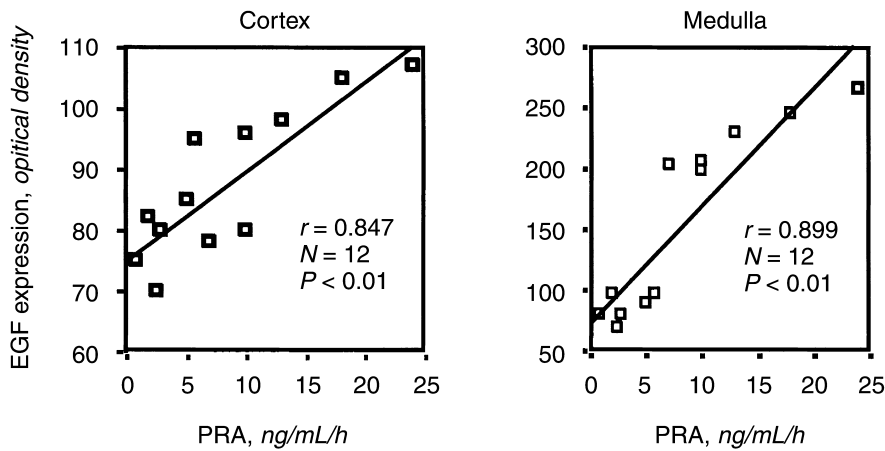 Cortex
EGF expression, opitical density
110
100
90
80
70
60
r = 0.847
N = 12
P < 0.01
0 5 10 15 20 25
PRA, ng/mL/h
Medulla
300
250
200
150
100
50
r = 0.899
N = 12
P < 0.01
0 5 10 15 20 25
PRA, ng/mL/h